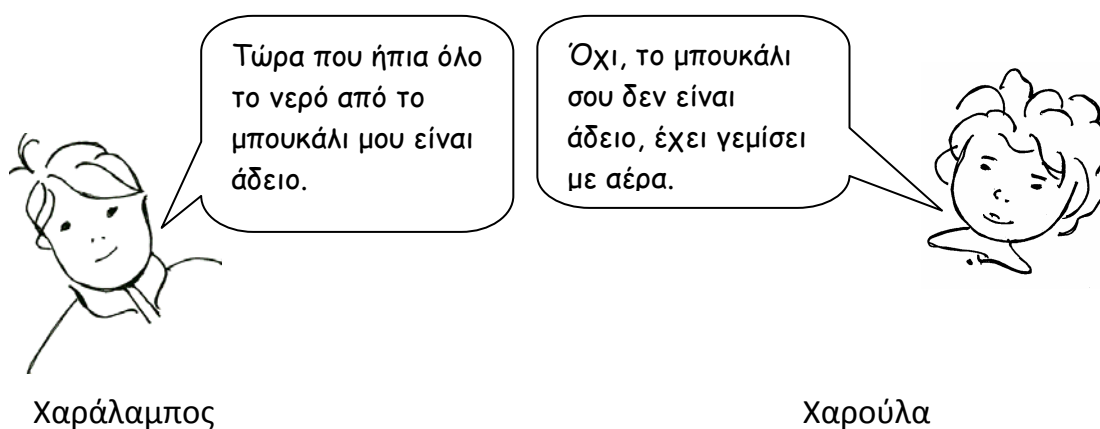 Τώρα που ήπια όλο
το νερό από το
μπουκάλι μου είναι
άδειο.
Όχι, το μπουκάλι
σου δεν είναι
άδειο, έχει γεμίσει
με αέρα.
Χαράλαμπος
Χαρούλα